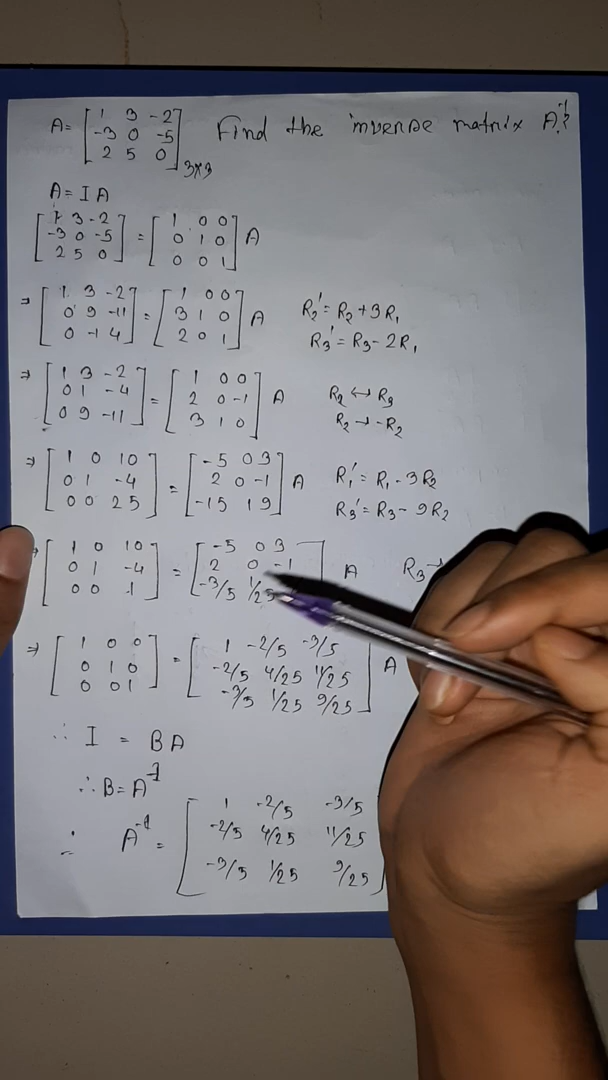 A = [ 1 3 -2 Find the inverse matrix A⁻¹?
-3 0 -5
2 5 0 ] 3×3
A = I A
[ 1 3 -2 = [ 1 0 0
-3 0 -5 0 1 0 A
2 5 0 ] 0 0 1 ]
⇒ [ 1 3 -2 = [ 1 0 0 R₂' = R₂ + 3R₁
0 9 -11 3 1 0 A
0 -1 4 ] 2 0 1 ] R₃' = R₃ - 2R₁
⇒ [ 1 3 -2 = [ 1 0 0
0 1 -4 2 0 -1 A R₂ ↔ R₃
0 9 -11 ] 3 1 0 ] R₂ → -R₂
⇒ [ 1 0 10 = [ -5 0 3
0 1 -4 2 0 -1 A R₁' = R₁ - 3R₂
0 0 25 ] -15 1 9 ] R₃' = R₃ - 9R₂
⇒ [ 1 0 10 = [ -5 0 3
0 1 -4 2 0 -1 A R₃ →
0 0 1 ] -3/5 1/25
⇒ [ 1 0 0 = [ 1 -2/5 -3/5
0 1 0 -2/5 4/25 11/25 A
0 0 1 ] -3/5 1/25 9/25 ]
∴ I = BA
∴ B = A⁻¹
∴ A⁻¹ = [ 1 -2/5 -3/5
-2/5 4/25 11/25
-3/5 1/25 9/25 ]